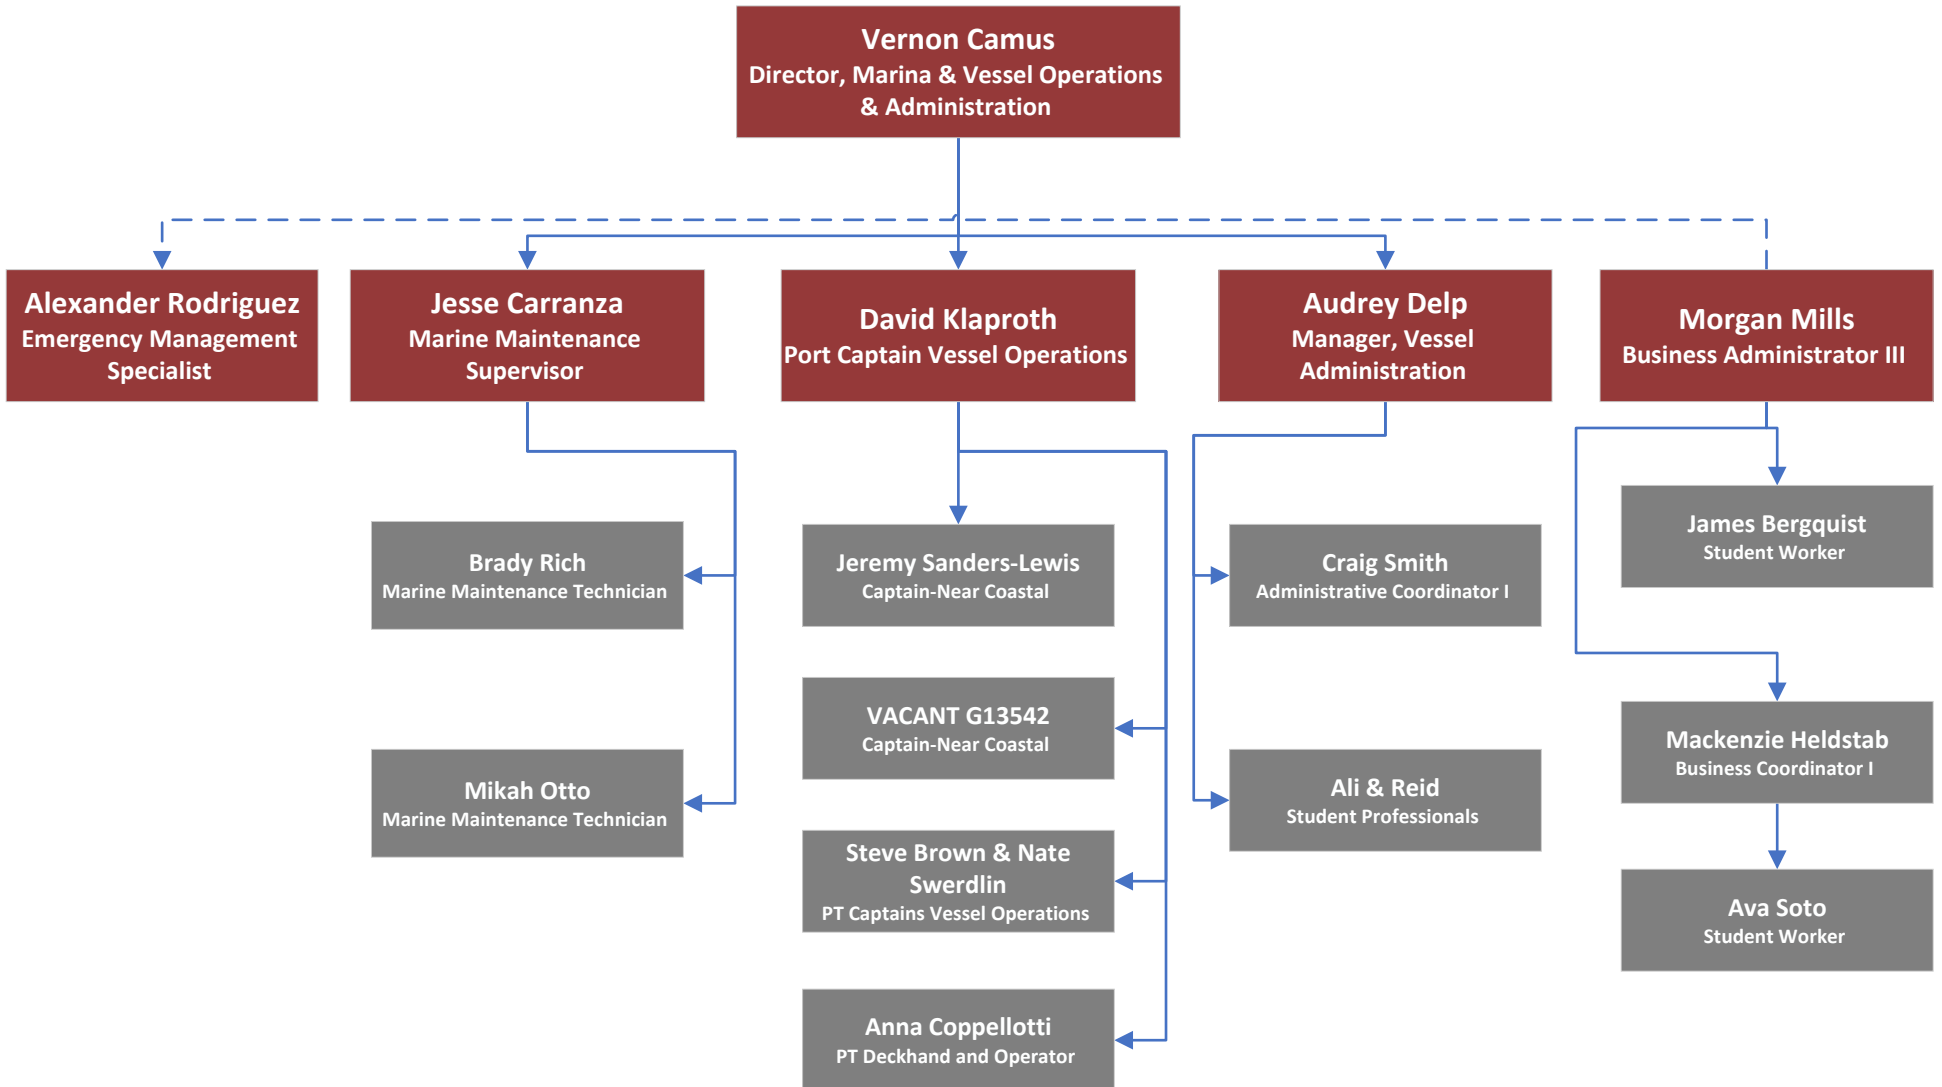 Vernon Camus
Director, Marina & Vessel Operations
& Administration
Alexander Rodriguez
Emergency Management
Specialist
Jesse Carranza
Marine Maintenance
Supervisor
David Klaproth
Port Captain Vessel Operations
Audrey Delp
Manager, Vessel
Administration
Morgan Mills
Business Administrator III
Brady Rich
Marine Maintenance Technician
Mikah Otto
Marine Maintenance Technician
Jeremy Sanders-Lewis
Captain-Near Coastal
VACANT G13542
Captain-Near Coastal
Steve Brown & Nate
Swerdlin
PT Captains Vessel Operations
Anna Coppellotti
PT Deckhand and Operator
Craig Smith
Administrative Coordinator I
Ali & Reid
Student Professionals
James Bergquist
Student Worker
Mackenzie Heldstab
Business Coordinator I
Ava Soto
Student Worker